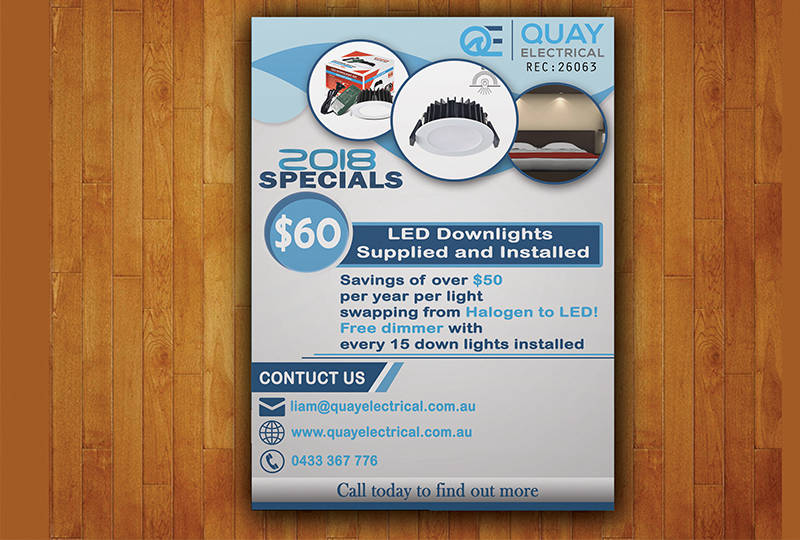 QE
QUAY
ELECTRICAL
REC:26063
2018
SPECIALS
$60
LED Downlights
Supplied and Installed
Savings of over $50
per year per light
swapping from Halogen to LED!
Free dimmer with
every 15 down lights installed
CONTUCT US
liam@quayelectrical.com.au
www.quayelectrical.com.au
0433 367 776
Call today to find out more